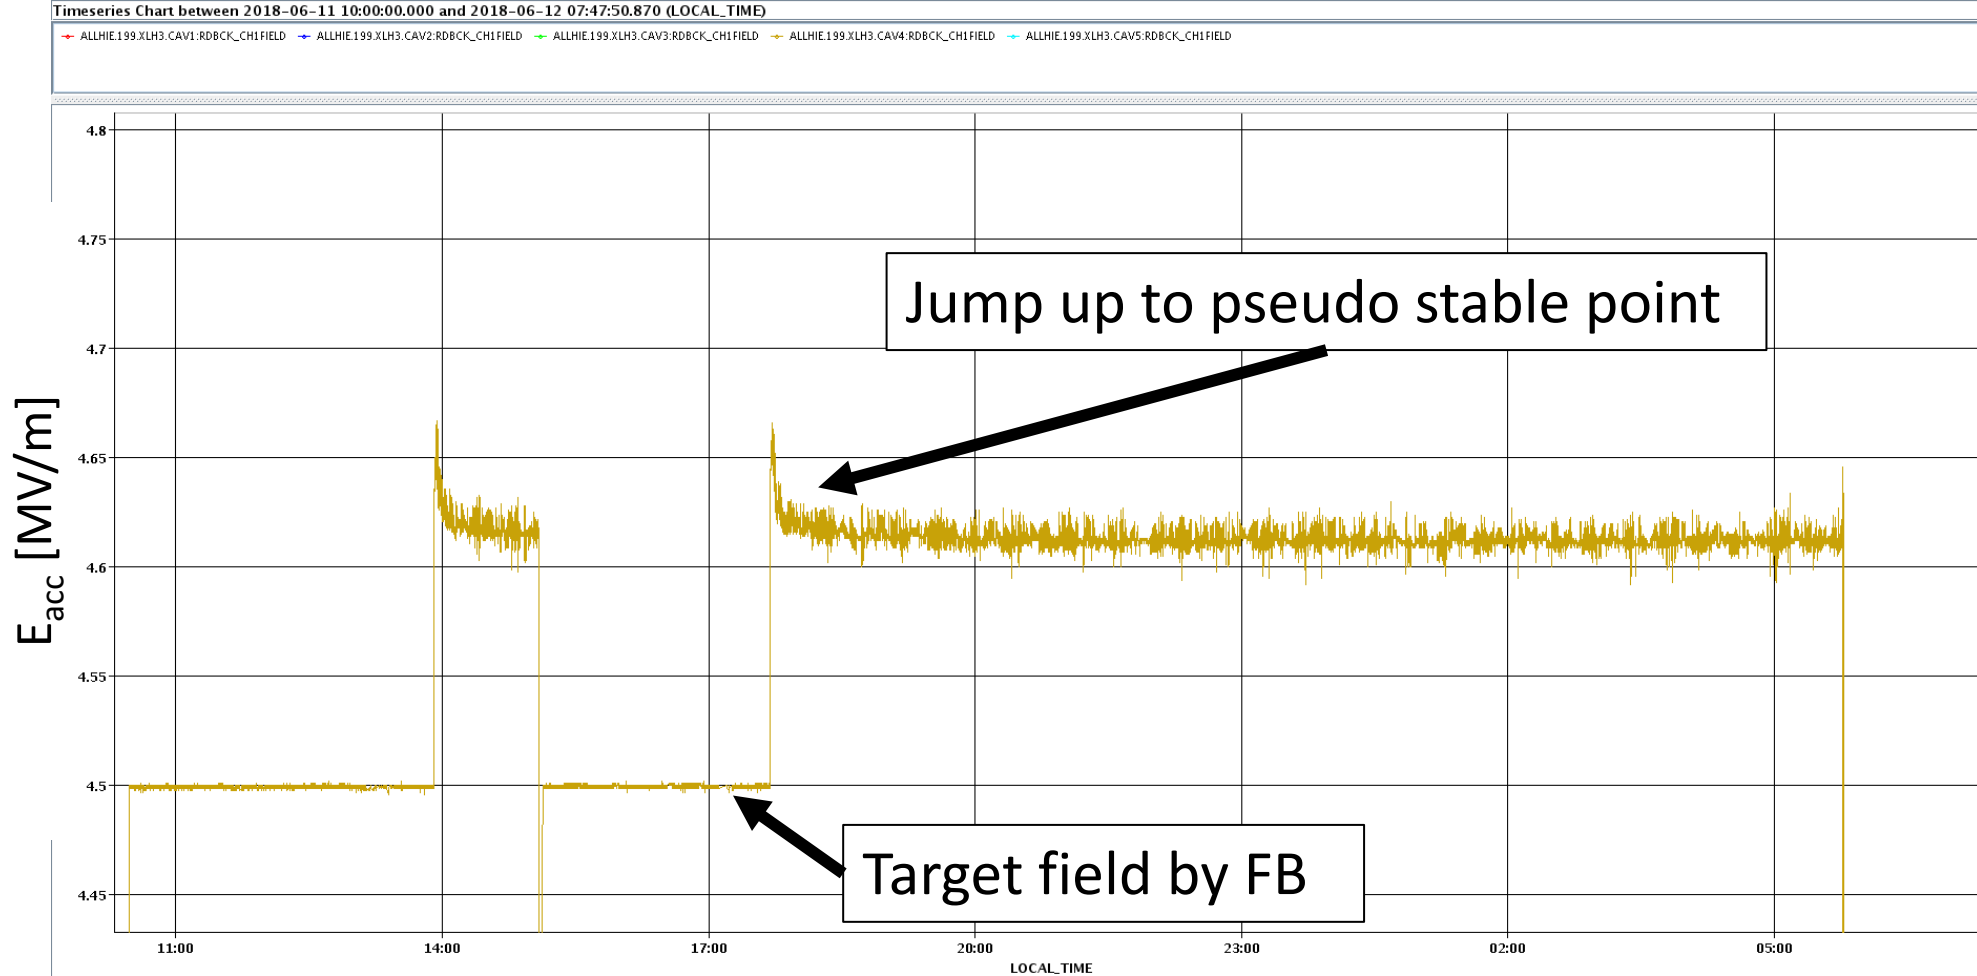 Timeseries Chart between 2018-06-11 10:00:00.000 and 2018-06-12 07:47:50.870 (LOCAL_TIME)
ALLHIE.199.XLH3.CAV1:RDBCK_CH1FIELD ALLHIE.199.XLH3.CAV2:RDBCK_CH1FIELD ALLHIE.199.XLH3.CAV3:RDBCK_CH1FIELD ALLHIE.199.XLH3.CAV4:RDBCK_CH1FIELD ALLHIE.199.XLH3.CAV5:RDBCK_CH1FIELD
4.8
4.75
Jump up to pseudo stable point
4.7
Eacc [MV/m]
4.65
4.6
4.55
4.5
Target field by FB
4.45
11:00 14:00 17:00 20:00 23:00 02:00 05:00
LOCAL_TIME